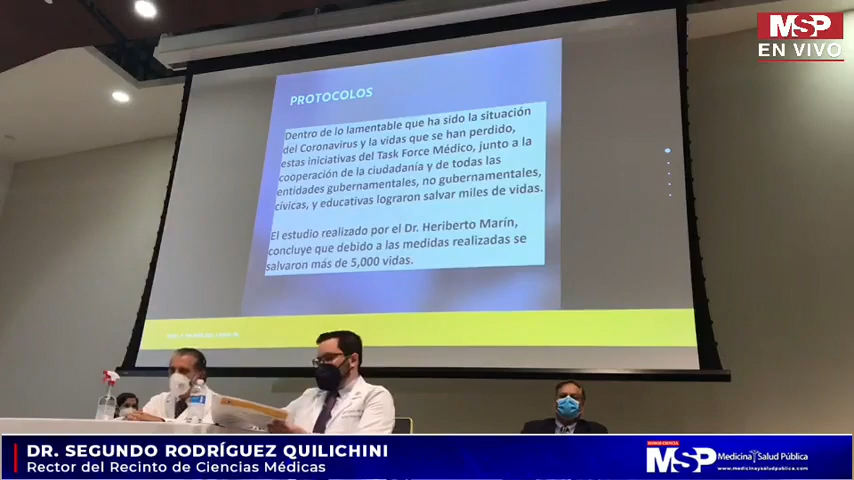 MSP
EN VIVO
PROTOCOLOS
Dentro de lo lamentable que ha sido la situación
del Coronavirus y la vidas que se han perdido,
estas iniciativas del Task Force Médico, junto a la
cooperación de la ciudadanía y de todas las
entidades gubernamentales, no gubernamentales,
cívicas, y educativas lograron salvar miles de vidas.
El estudio realizado por el Dr. Heriberto Marín,
concluye que debido a las medidas realizadas se
salvaron más de 5,000 vidas.
DR. SEGUNDO RODRÍGUEZ QUILICHINI
Rector del Recinto de Ciencias Médicas
MSP Medicina y Salud Pública
www.medicinaysaludpublica.com